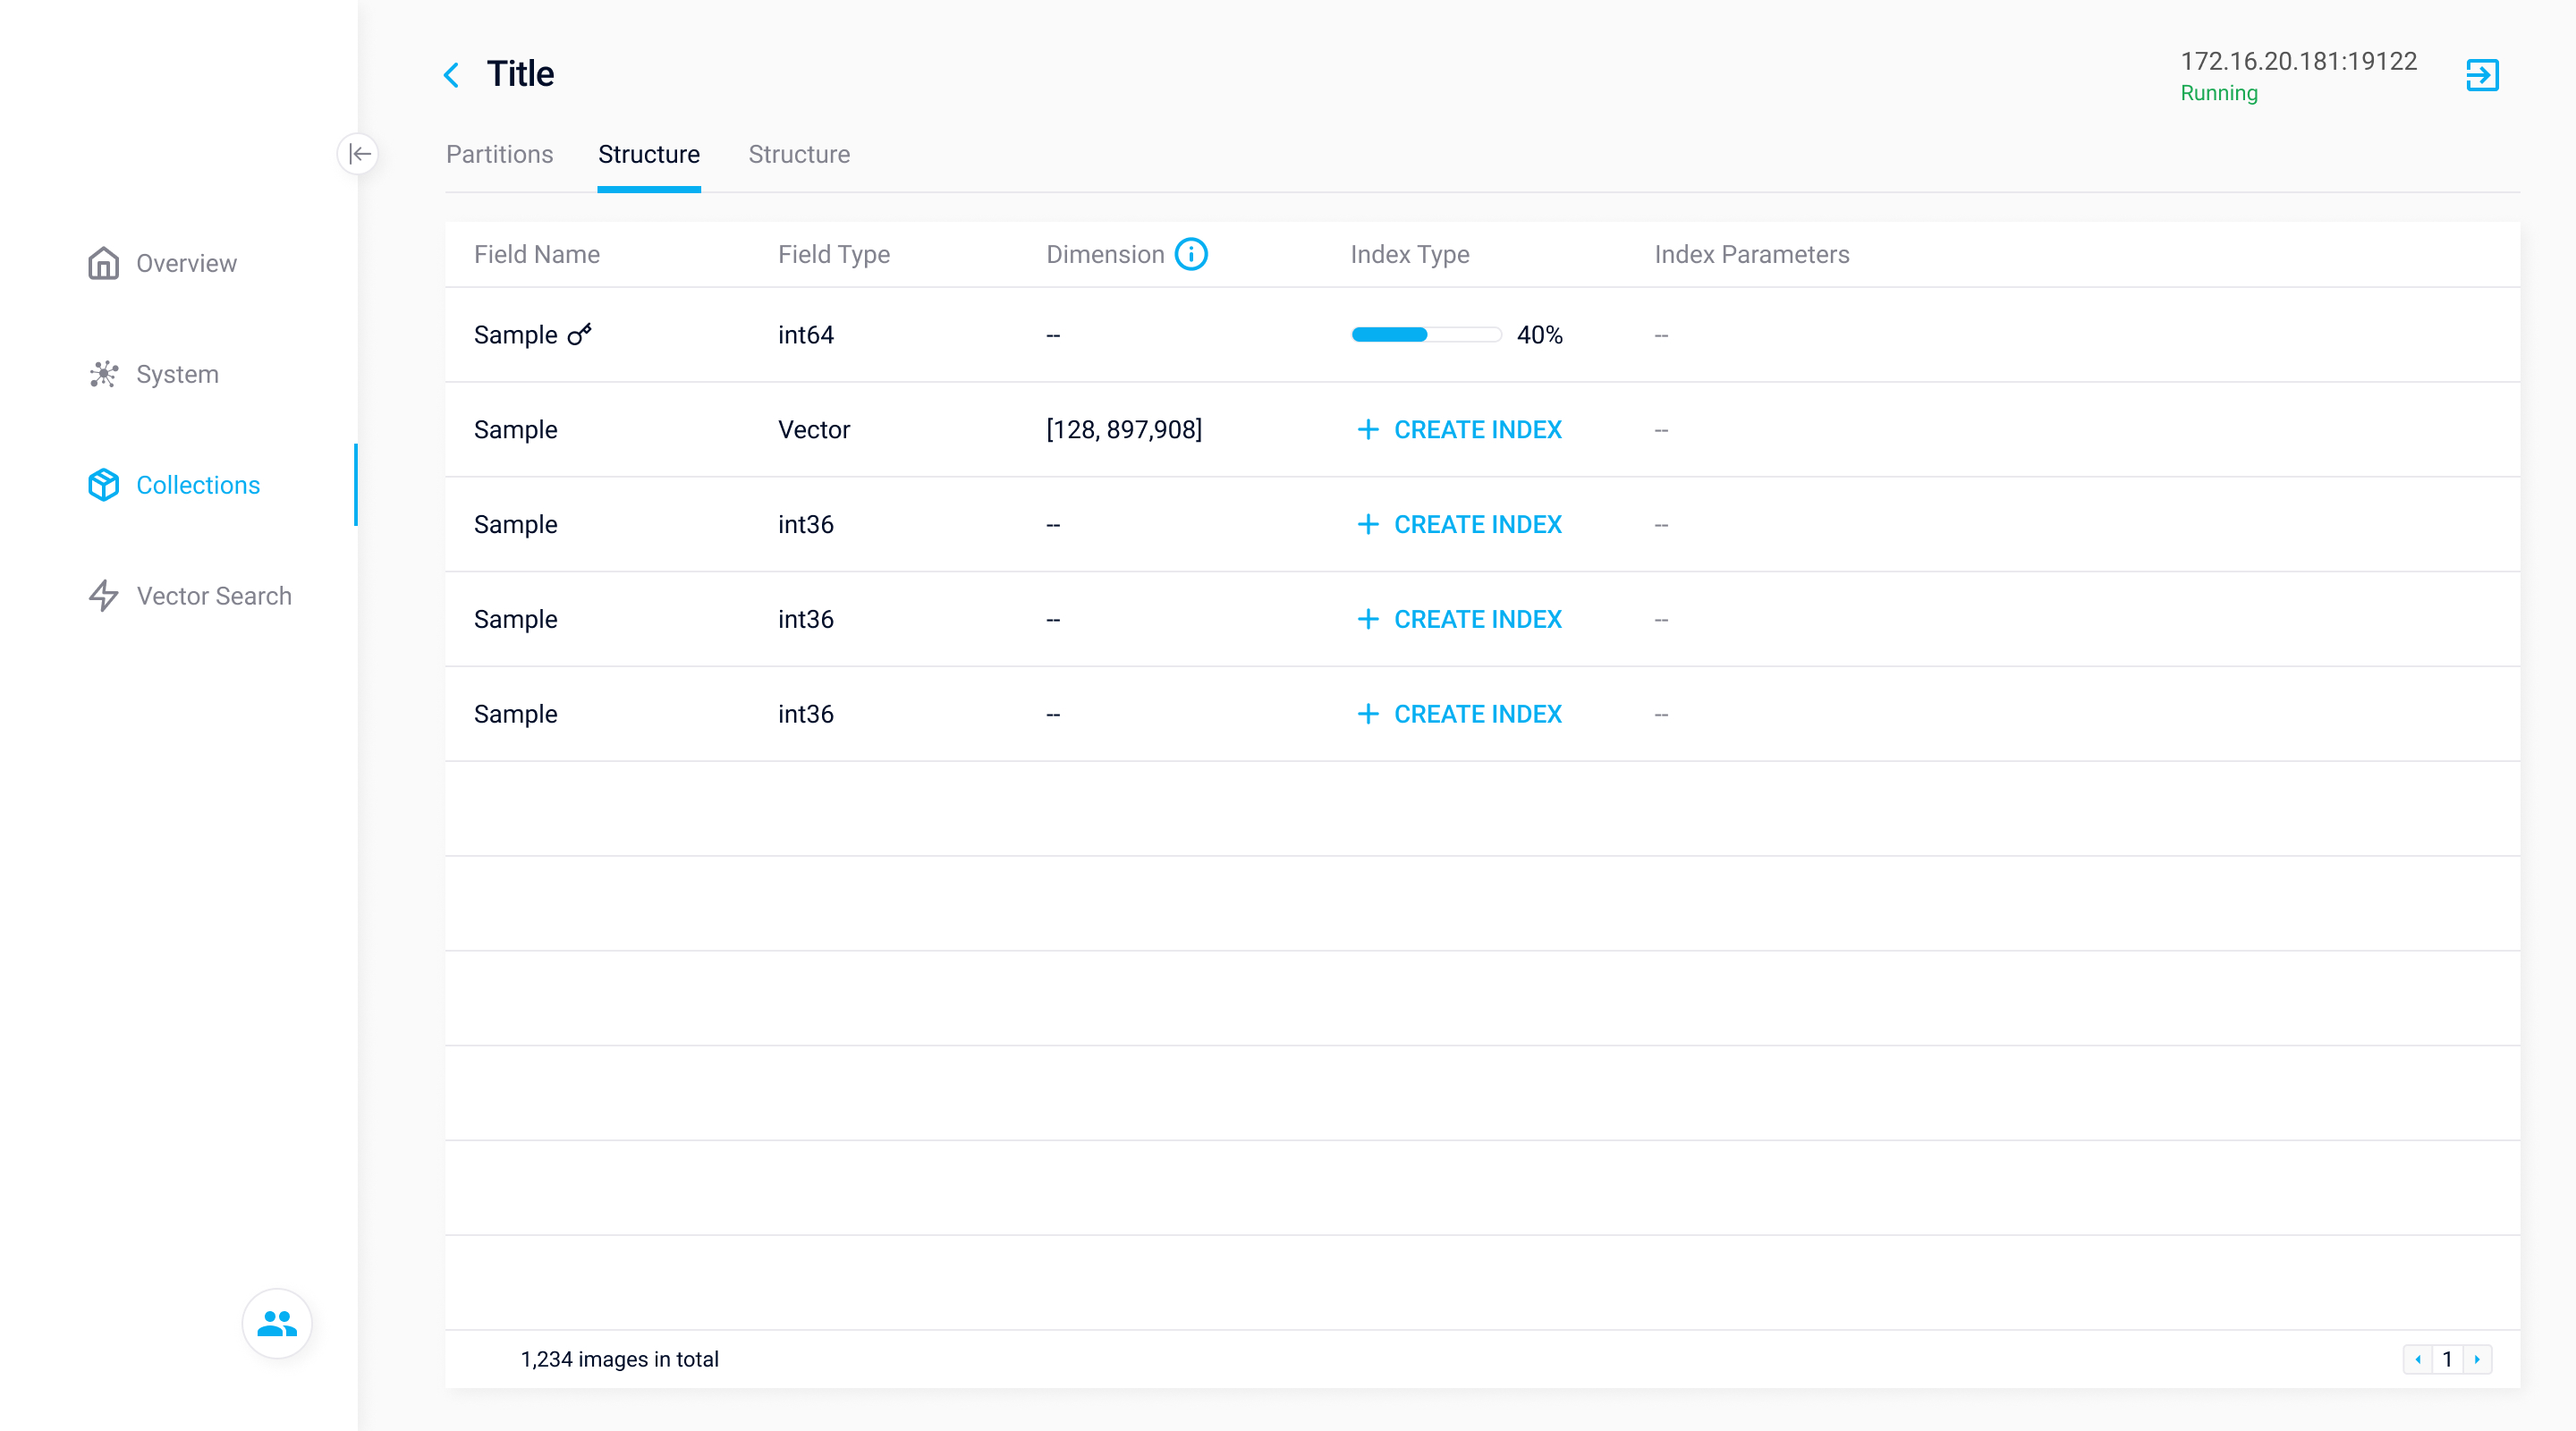 Title
172.16.20.181:19122
Running
Partitions Structure Structure
Overview
System
Collections
Vector Search
Field Name Field Type Dimension Index Type Index Parameters
Sample int64 -- 40% --
Sample Vector [128, 897,908] CREATE INDEX --
Sample int36 -- CREATE INDEX --
Sample int36 -- CREATE INDEX --
Sample int36 -- CREATE INDEX --
1,234 images in total 1